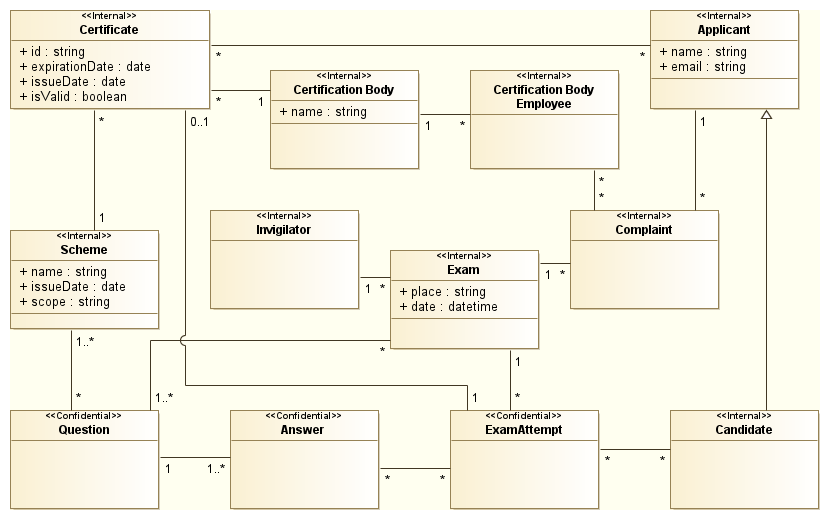 <<Internal>>
Certificate
+ id : string
+ expirationDate : date
+ issueDate : date
+ isValid : boolean
<<Internal>>
Applicant
+ name : string
+ email : string
*
*
<<Internal>>
Certification Body
+ name : string
<<Internal>>
Certification Body
Employee
*
1
1
*
*
0..1
1
*
*
*
1
*
<<Internal>>
Scheme
+ name : string
+ issueDate : date
+ scope : string
<<Internal>>
Invigilator
<<Internal>>
Exam
+ place : string
+ date : datetime
<<Internal>>
Complaint
1
*
1
*
1..*
*
*
1..*
1
*
1
<<Confidential>>
Question
<<Confidential>>
Answer
<<Confidential>>
ExamAttempt
<<Internal>>
Candidate
1
1..*
*
*
*
*